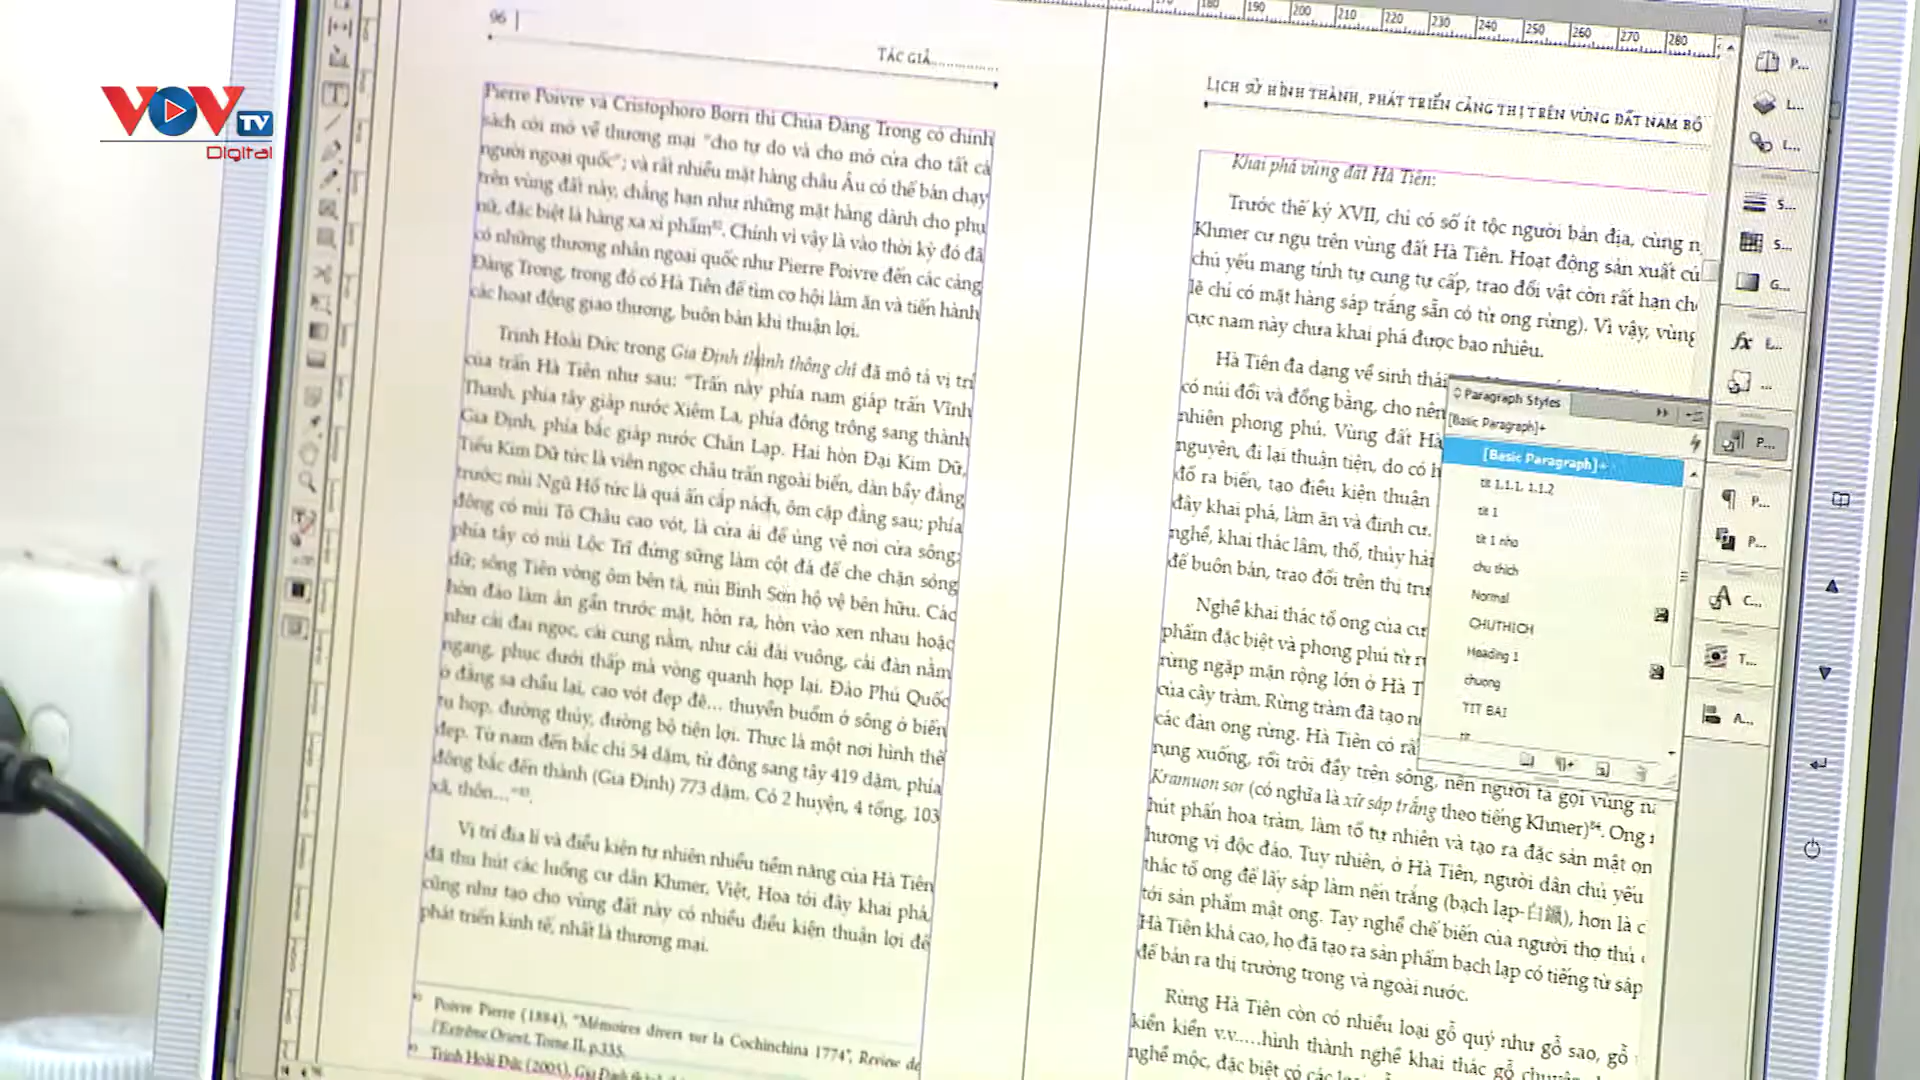 VOV TV
Digital
96
TÁC GIẢ
Pierre Poivre và Cristophoro Borri thì Chúa Đàng Trong có chính
sách cởi mở về thương mại “cho tự do và cho mở cửa cho tất cả
người ngoại quốc”; và rất nhiều mặt hàng châu Âu có thể bán chạy
trên vùng đất này, chẳng hạn như những mặt hàng dành cho phụ
nữ, đặc biệt là hàng xa xỉ phẩm. Chính vì vậy là vào thời kỳ đó đã
có những thương nhân ngoại quốc như Pierre Poivre đến các cảng
Đàng Trong, trong đó có Hà Tiên để tìm cơ hội làm ăn và tiến hành
các hoạt động giao thương, buôn bán khi thuận lợi.
Trịnh Hoài Đức trong Gia Định thành thông chí đã mô tả vị trí
của trấn Hà Tiên như sau: “Trấn này phía nam giáp trấn Vĩnh
Thanh, phía tây giáp nước Xiêm La, phía đông trông sang thành
Gia Định, phía bắc giáp nước Chân Lạp. Hai hòn Đại Kim Dữ,
Tiểu Kim Dữ tức là viên ngọc châu trấn ngoài biển, dàn bầy đằng
trước; núi Ngũ Hổ tức là quả ấn cắp nách, ôm cặp đằng sau; phía
đông có núi Tô Châu cao vót, là cửa ải để ủng vệ nơi cửa sông;
phía tây có núi Lộc Trĩ đứng sững làm cột đá để che chặn sóng
dữ; sông Tiên vòng ôm bên tả, núi Bình Sơn hộ vệ bên hữu. Các
hòn đảo làm án gần trước mặt, hòn ra, hòn vào xen nhau hoặc
như cái đai ngọc, cái cung nằm, như cái dải vuông, cái đàn nằm
ngang, phục dưới thấp mà vòng quanh họp lại. Đảo Phú Quốc
ở đằng sa chầu lại, cao vót đẹp đẽ... thuyền buồm ở sông ở biển
tụ họp, đường thủy, đường bộ tiện lợi. Thực là một nơi hình thế
đẹp. Từ nam đến bắc chỉ 54 dặm, từ đông sang tây 419 dặm, phía
đông bắc đến thành (Gia Định) 773 dặm. Có 2 huyện, 4 tổng, 103
xã, thôn...”
Vị trí địa lí và điều kiện tự nhiên nhiều tiềm năng của Hà Tiên
đã thu hút các luồng cư dân Khmer, Việt, Hoa tới đây khai phá,
cũng như tạo cho vùng đất này có nhiều điều kiện thuận lợi để
phát triển kinh tế, nhất là thương mại.
Poivre Pierre (1884), “Mémoires divers sur la Cochinchina 1774”, Review de
l’Extrême Orient, Tome II, p.335.
Trịnh Hoài Đức (2005), Gia Định
180 190 200 210 220 230 240 250 260 270 280
LỊCH SỬ HÌNH THÀNH, PHÁT TRIỂN CẢNG THỊ TRÊN VÙNG ĐẤT NAM BỘ
Khai phá vùng đất Hà Tiên:
Trước thế kỷ XVII, chỉ có số ít tộc người bản địa, cùng
Khmer cư ngụ trên vùng đất Hà Tiên. Hoạt động sản xuất
chủ yếu mang tính tự cung tự cấp, trao đổi vật còn rất hạn
lẽ chỉ có mặt hàng sáp trắng sẵn có từ ong rừng). Vì vậy, vùng
cực nam này chưa khai phá được bao nhiêu.
Hà Tiên đa dạng về sinh thái
có núi đồi và đồng bằng, cho nên
nhiên phong phú. Vùng đất Hà
nguyên, đi lại thuận tiện, do có
đổ ra biển, tạo điều kiện thuận
đây khai phá, làm ăn và định cư.
nghề, khai thác lâm, thổ, thủy
để buôn bán, trao đổi trên thị
Nghề khai thác tổ ong của
phẩm đặc biệt và phong phú từ
rừng ngập mặn rộng lớn ở Hà
của cây tràm. Rừng tràm đã tạo
các đàn ong rừng. Hà Tiên có
rụng xuống, rồi trôi đầy trên sông, nên người ta gọi vùng
Kramuon sor (có nghĩa là xứ sáp trắng theo tiếng Khmer)⁸⁴. Ong
hút phấn hoa tràm, làm tổ tự nhiên và tạo ra đặc sản mật
hương vị độc đáo. Tuy nhiên, ở Hà Tiên, người dân chủ yếu
thác tổ ong để lấy sáp làm nến trắng (bạch lạp-白鑞), hơn là
tới sản phẩm mật ong. Tay nghề chế biến của người thợ thủ
Hà Tiên khá cao, họ đã tạo ra sản phẩm bạch lạp có tiếng từ sáp
để bán ra thị trường trong và ngoài nước.
Rừng Hà Tiên còn có nhiều loại gỗ quý như gỗ sao, gỗ
kiền kiền v.v.....hình thành nghề khai thác gỗ
nghề mộc, đặc biệt có các
Paragraph Styles
[Basic Paragraph]+
[Basic Paragraph]+
tit 1.1.1. 1.1.2
tit 1
tit 1 nho
chu thich
Normal
CHUTHICH
Heading 1
chuong
TIT BAI
tit
P...
L...
L...
S...
S...
G...
fx E...
P...
P...
P...
C...
T...
A...